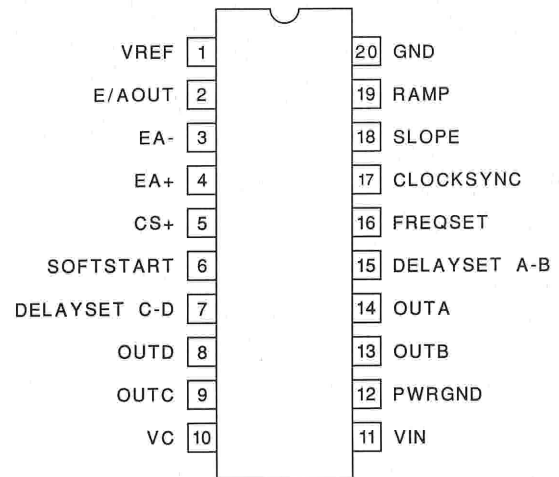 VREF 1 20 GND
E/AOUT 2 19 RAMP
EA- 3 18 SLOPE
EA+ 4 17 CLOCKSYNC
CS+ 5 16 FREQSET
SOFTSTART 6 15 DELAYSET A-B
DELAYSET C-D 7 14 OUTA
OUTD 8 13 OUTB
OUTC 9 12 PWRGND
VC 10 11 VIN